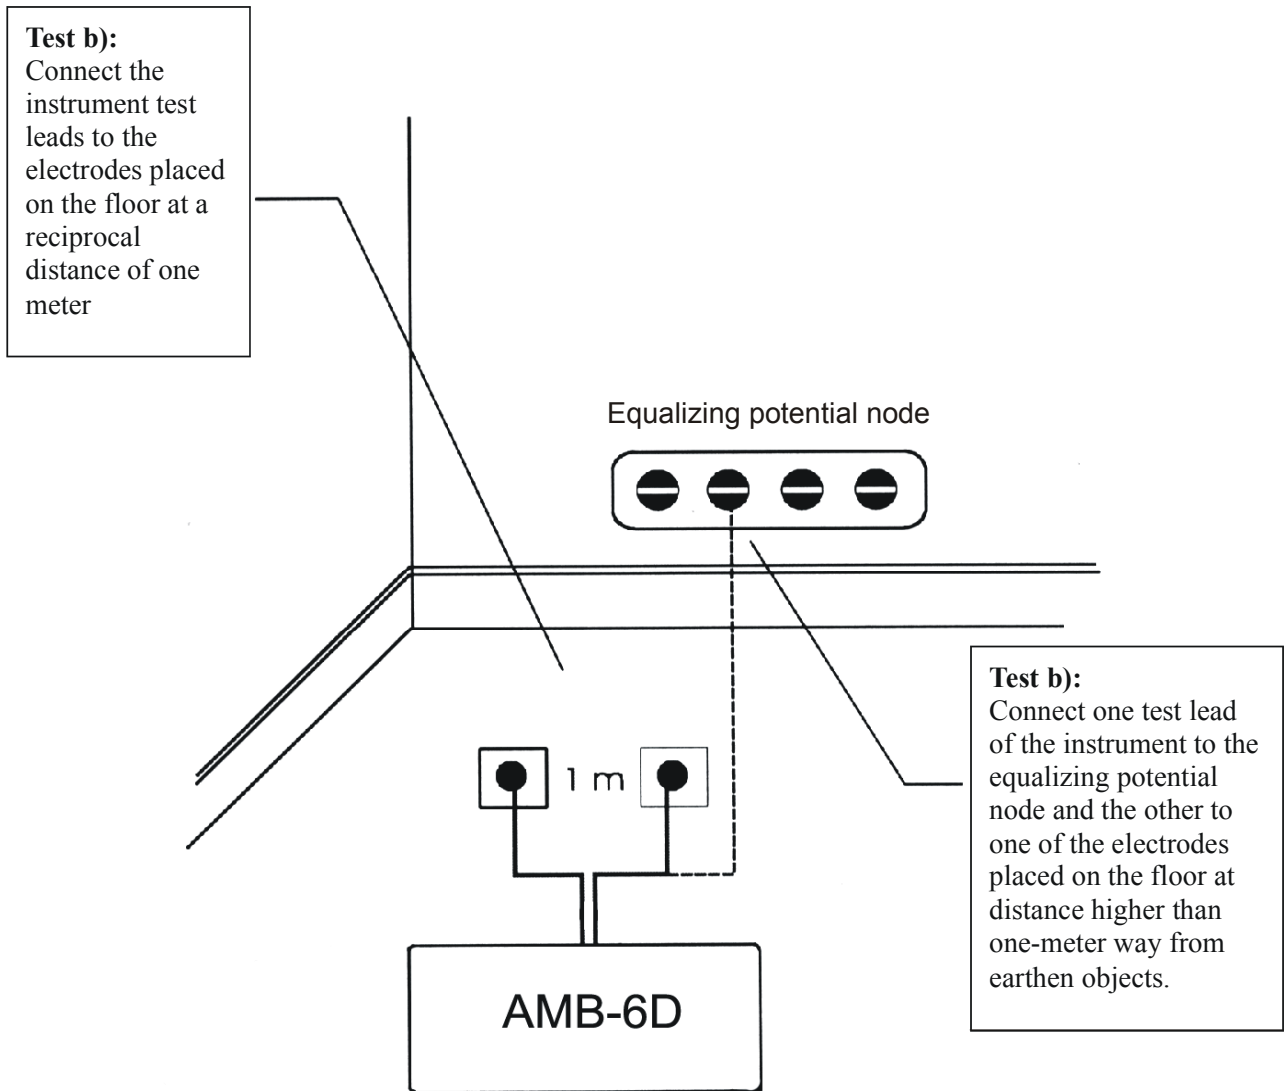 Test b):
Connect the
instrument test
leads to the
electrodes placed
on the floor at a
reciprocal
distance of one
meter
Equalizing potential node
1 m
Test b):
Connect one test lead
of the instrument to the
equalizing potential
node and the other to
one of the electrodes
placed on the floor at
distance higher than
one-meter way from
earthen objects.
AMB-6D